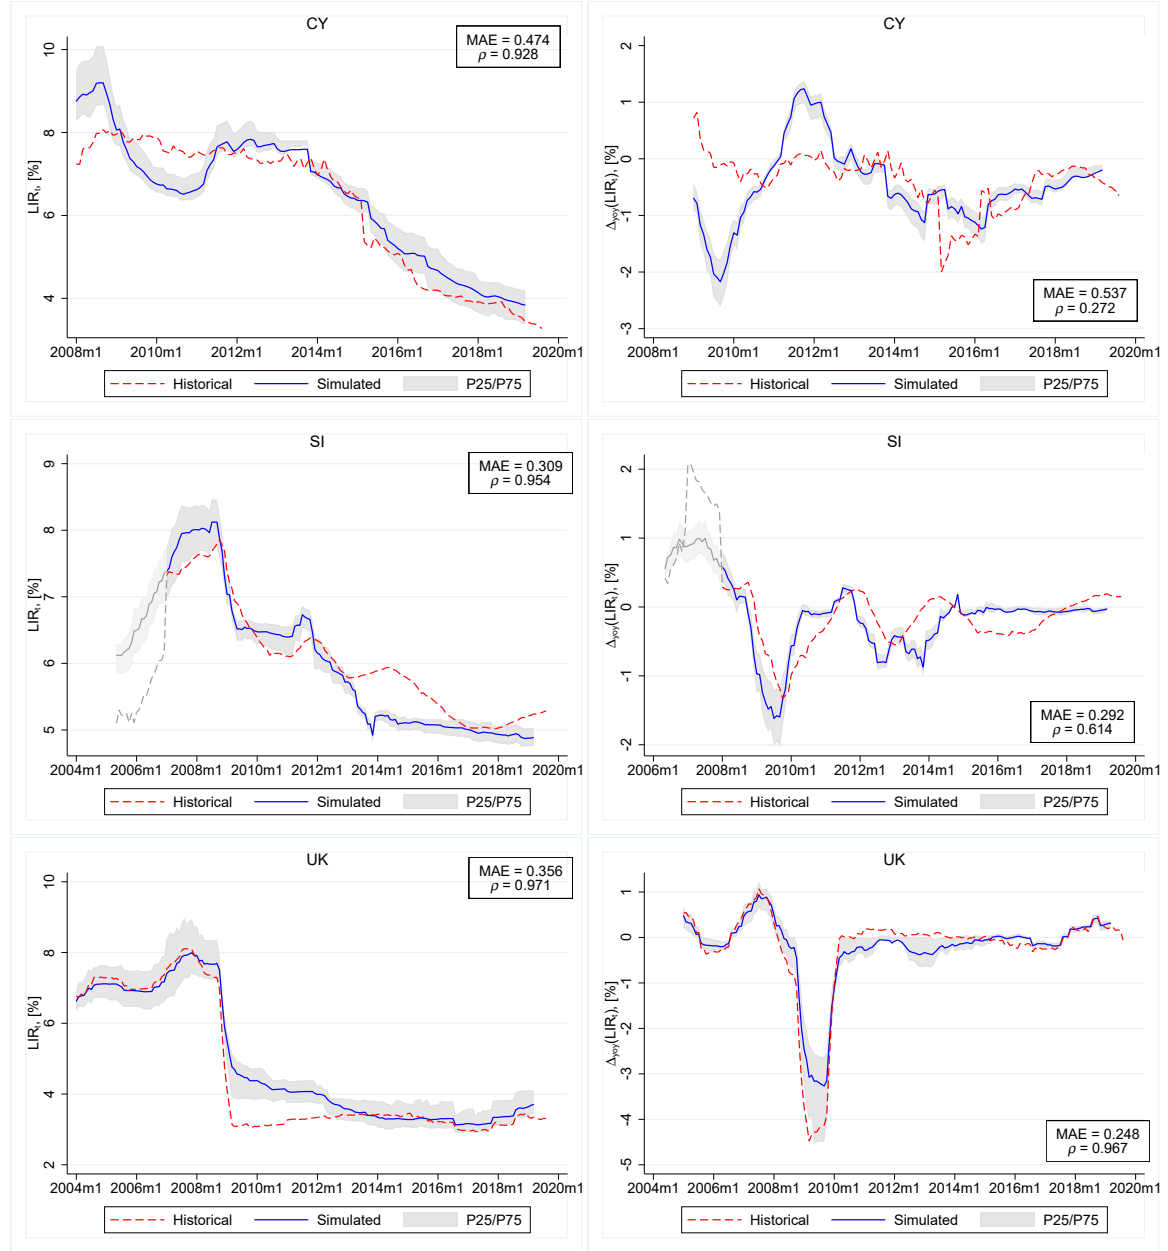 CY
MAE = 0.474
ρ = 0.928
LIRt, [%]
10
8
6
4
2008m1 2010m1 2012m1 2014m1 2016m1 2018m1 2020m1
Historical Simulated P25/P75
CY
Δyoy(LIRt), [%]
2
1
0
-1
-2
-3
MAE = 0.537
ρ = 0.272
2008m1 2010m1 2012m1 2014m1 2016m1 2018m1 2020m1
Historical Simulated P25/P75
SI
MAE = 0.309
ρ = 0.954
LIRt, [%]
9
8
7
6
5
2004m1 2006m1 2008m1 2010m1 2012m1 2014m1 2016m1 2018m1 2020m1
Historical Simulated P25/P75
SI
Δyoy(LIRt), [%]
2
1
0
-1
-2
MAE = 0.292
ρ = 0.614
2006m1 2008m1 2010m1 2012m1 2014m1 2016m1 2018m1 2020m1
Historical Simulated P25/P75
UK
MAE = 0.356
ρ = 0.971
LIRt, [%]
10
8
6
4
2
2004m1 2006m1 2008m1 2010m1 2012m1 2014m1 2016m1 2018m1 2020m1
Historical Simulated P25/P75
UK
Δyoy(LIRt), [%]
1
0
-1
-2
-3
-4
-5
MAE = 0.248
ρ = 0.967
2004m1 2006m1 2008m1 2010m1 2012m1 2014m1 2016m1 2018m1 2020m1
Historical Simulated P25/P75